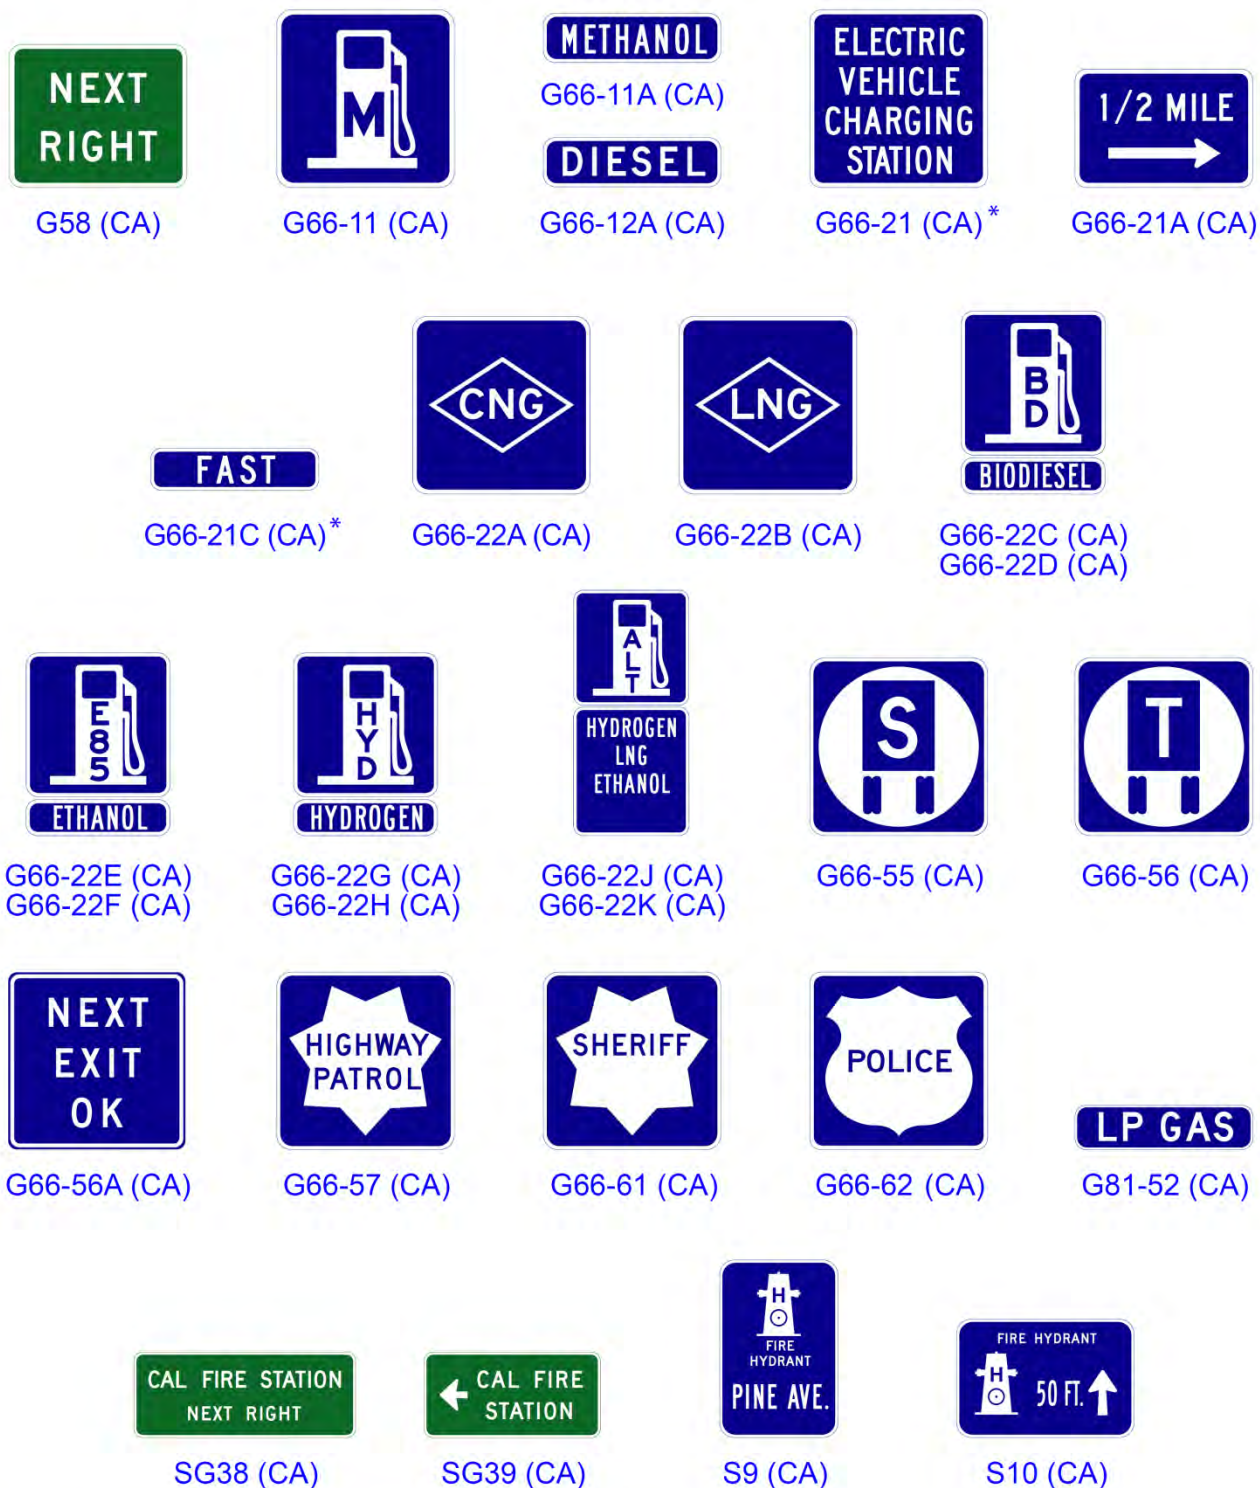 NEXT
RIGHT
G58 (CA)
M
G66-11 (CA)
METHANOL
G66-11A (CA)
DIESEL
G66-12A (CA)
ELECTRIC
VEHICLE
CHARGING
STATION
G66-21 (CA)*
1/2 MILE
G66-21A (CA)
FAST
G66-21C (CA)*
CNG
G66-22A (CA)
LNG
G66-22B (CA)
B
D
BIODIESEL
G66-22C (CA)
G66-22D (CA)
E
8
5
ETHANOL
G66-22E (CA)
G66-22F (CA)
H
Y
D
HYDROGEN
G66-22G (CA)
G66-22H (CA)
A
L
T
HYDROGEN
LNG
ETHANOL
G66-22J (CA)
G66-22K (CA)
S
G66-55 (CA)
T
G66-56 (CA)
NEXT
EXIT
OK
G66-56A (CA)
HIGHWAY
PATROL
G66-57 (CA)
SHERIFF
G66-61 (CA)
POLICE
G66-62 (CA)
LP GAS
G81-52 (CA)
CAL FIRE STATION
NEXT RIGHT
SG38 (CA)
CAL FIRE
STATION
SG39 (CA)
H
FIRE
HYDRANT
PINE AVE.
S9 (CA)
FIRE HYDRANT
H
50 FT.
S10 (CA)